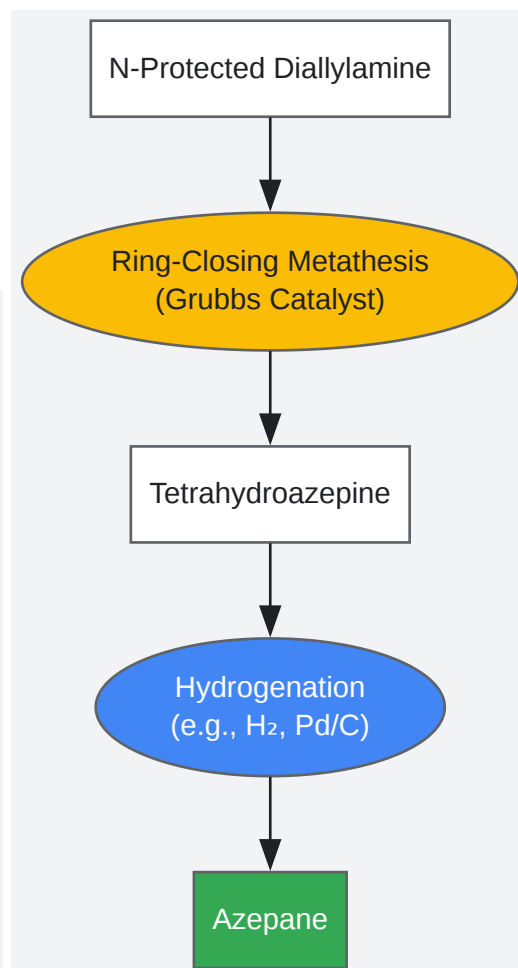 N-Protected Diallylamine
Ring-Closing Metathesis
(Grubbs Catalyst)
Tetrahydroazepine
Hydrogenation
(e.g., H₂, Pd/C)
Azepane